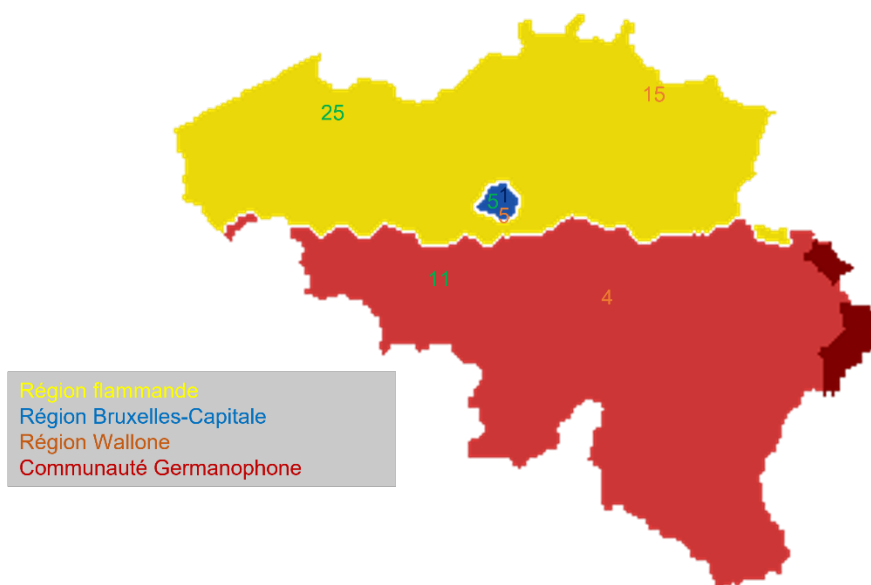 15
25
1
5
5
11
4
Région flammande
Région Bruxelles-Capitale
Région Wallone
Communauté Germanophone